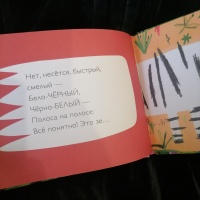 Нет, несётся, быстрый,
смелый —
Бело-ЧЁРНЫЙ,
Чёрно-БЕЛЫЙ —
Полоса на полосе.
Всё понятно! Это зе...